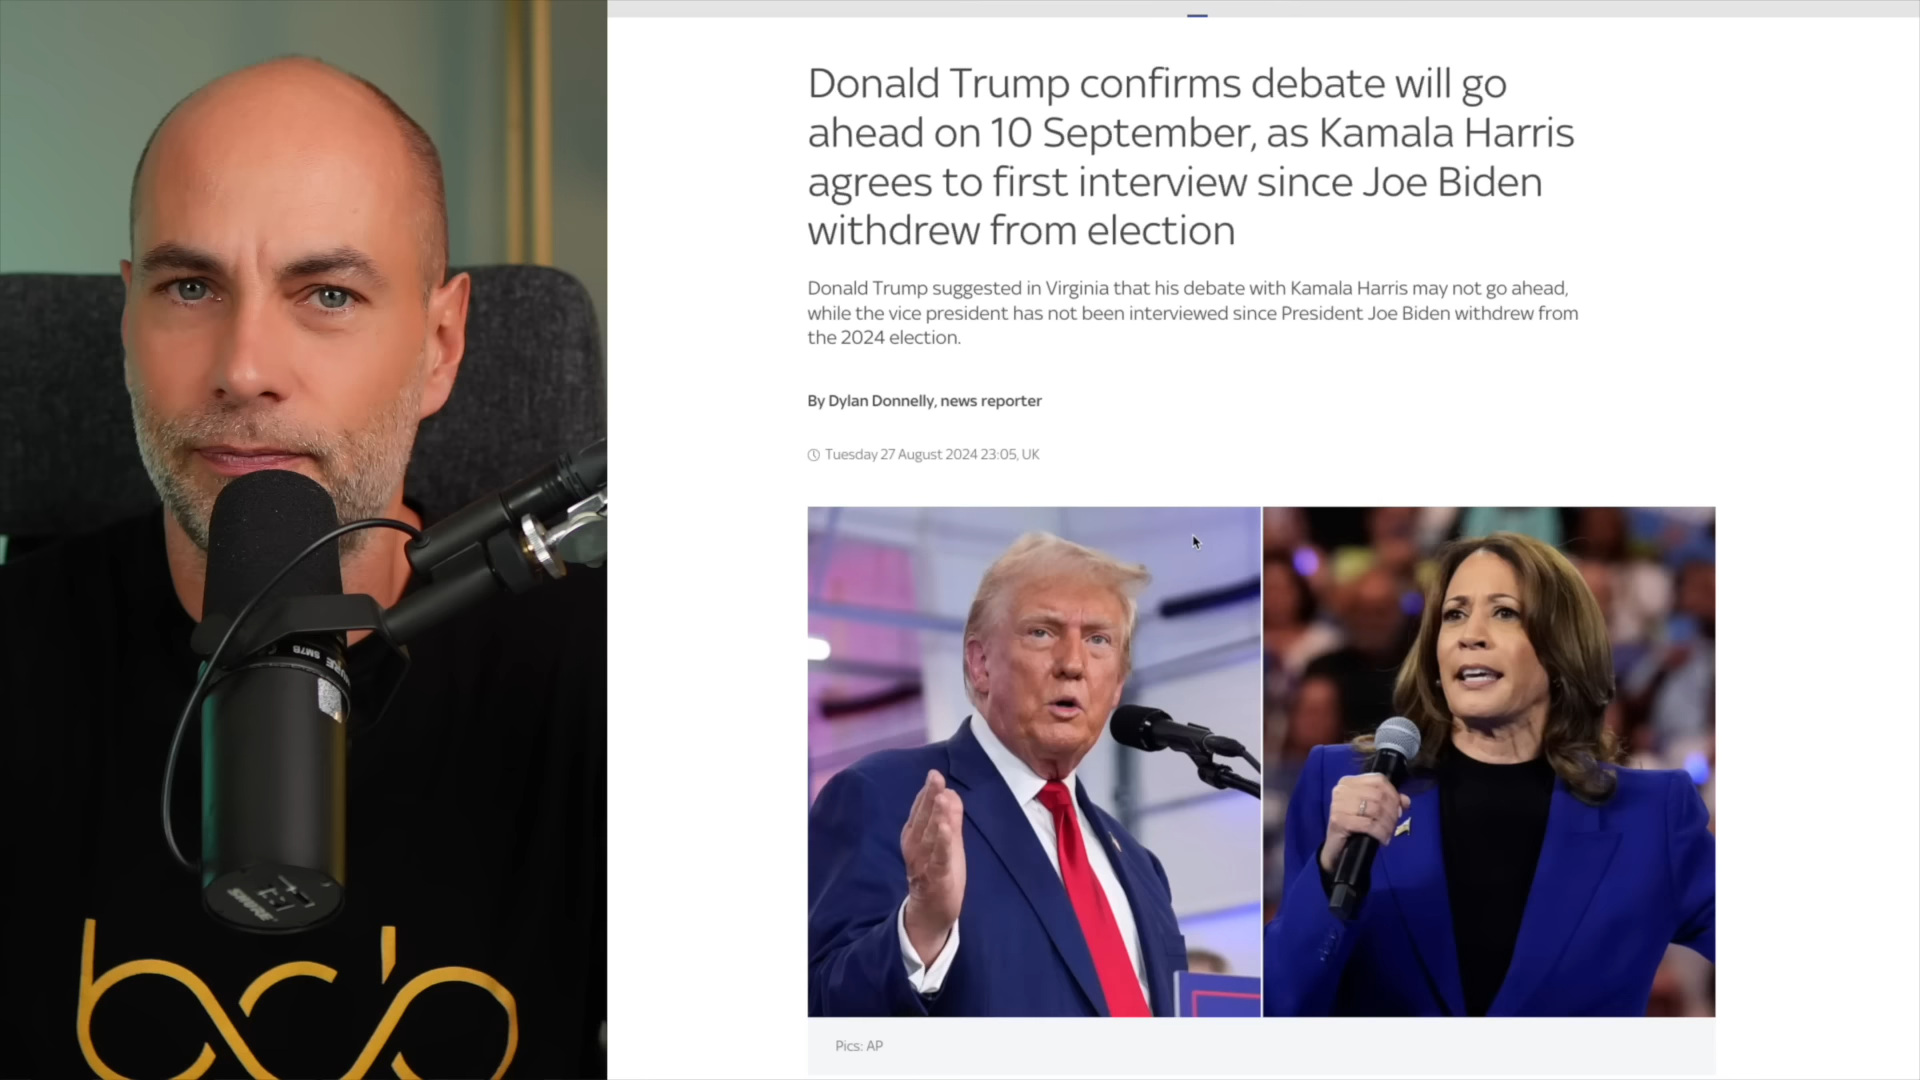 Donald Trump confirms debate will go
ahead on 10 September, as Kamala Harris
agrees to first interview since Joe Biden
withdrew from election
Donald Trump suggested in Virginia that his debate with Kamala Harris may not go ahead,
while the vice president has not been interviewed since President Joe Biden withdrew from
the 2024 election.
By Dylan Donnelly, news reporter
Tuesday 27 August 2024 23:05, UK
Pics: AP
SM7B
SHURE
bcb